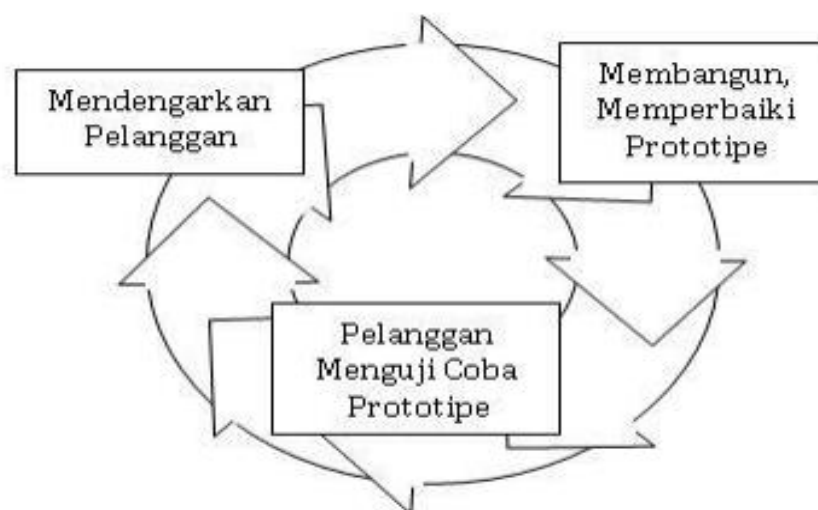 Mendengarkan
Pelanggan
Membangun,
Memperbaiki
Prototipe
Pelanggan
Menguji Coba
Prototipe